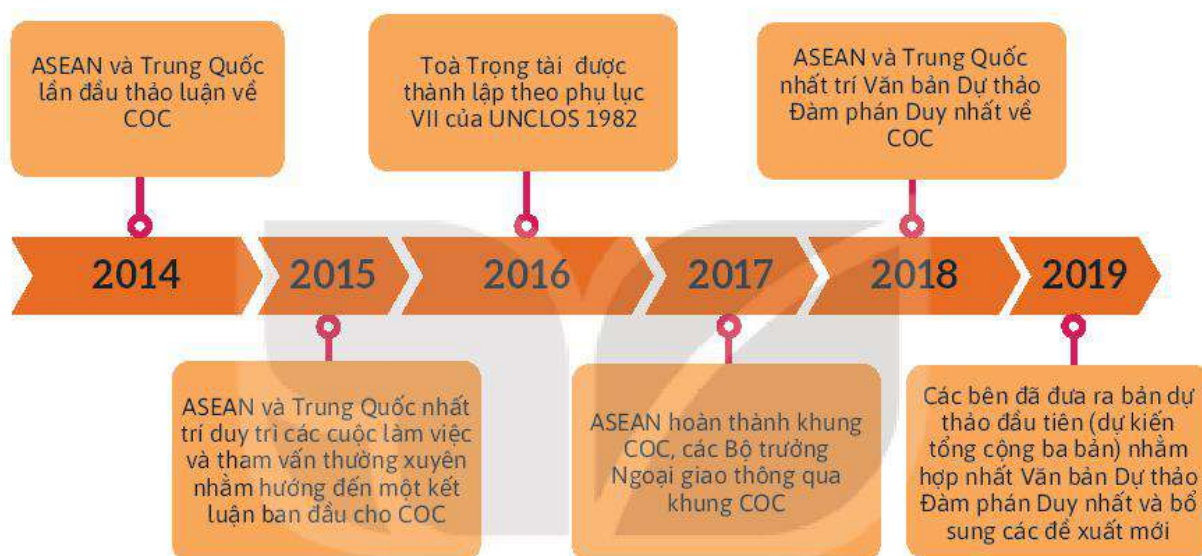 ASEAN và Trung Quốc
lần đầu thảo luận về
COC
Toà Trọng tài được
thành lập theo phụ lục
VII của UNCLOS 1982
ASEAN và Trung Quốc
nhất trí Văn bản Dự thảo
Đàm phán Duy nhất về
COC
2014
2015
2016
2017
2018
2019
ASEAN và Trung Quốc nhất
trí duy trì các cuộc làm việc
và tham vấn thường xuyên
nhằm hướng đến một kết
luận ban đầu cho COC
ASEAN hoàn thành khung
COC, các Bộ trưởng
Ngoại giao thông qua
khung COC
Các bên đã đưa ra bản dự
thảo đầu tiên (dự kiến
tổng cộng ba bản) nhằm
hợp nhất Văn bản Dự thảo
Đàm phán Duy nhất và bổ
sung các đề xuất mới